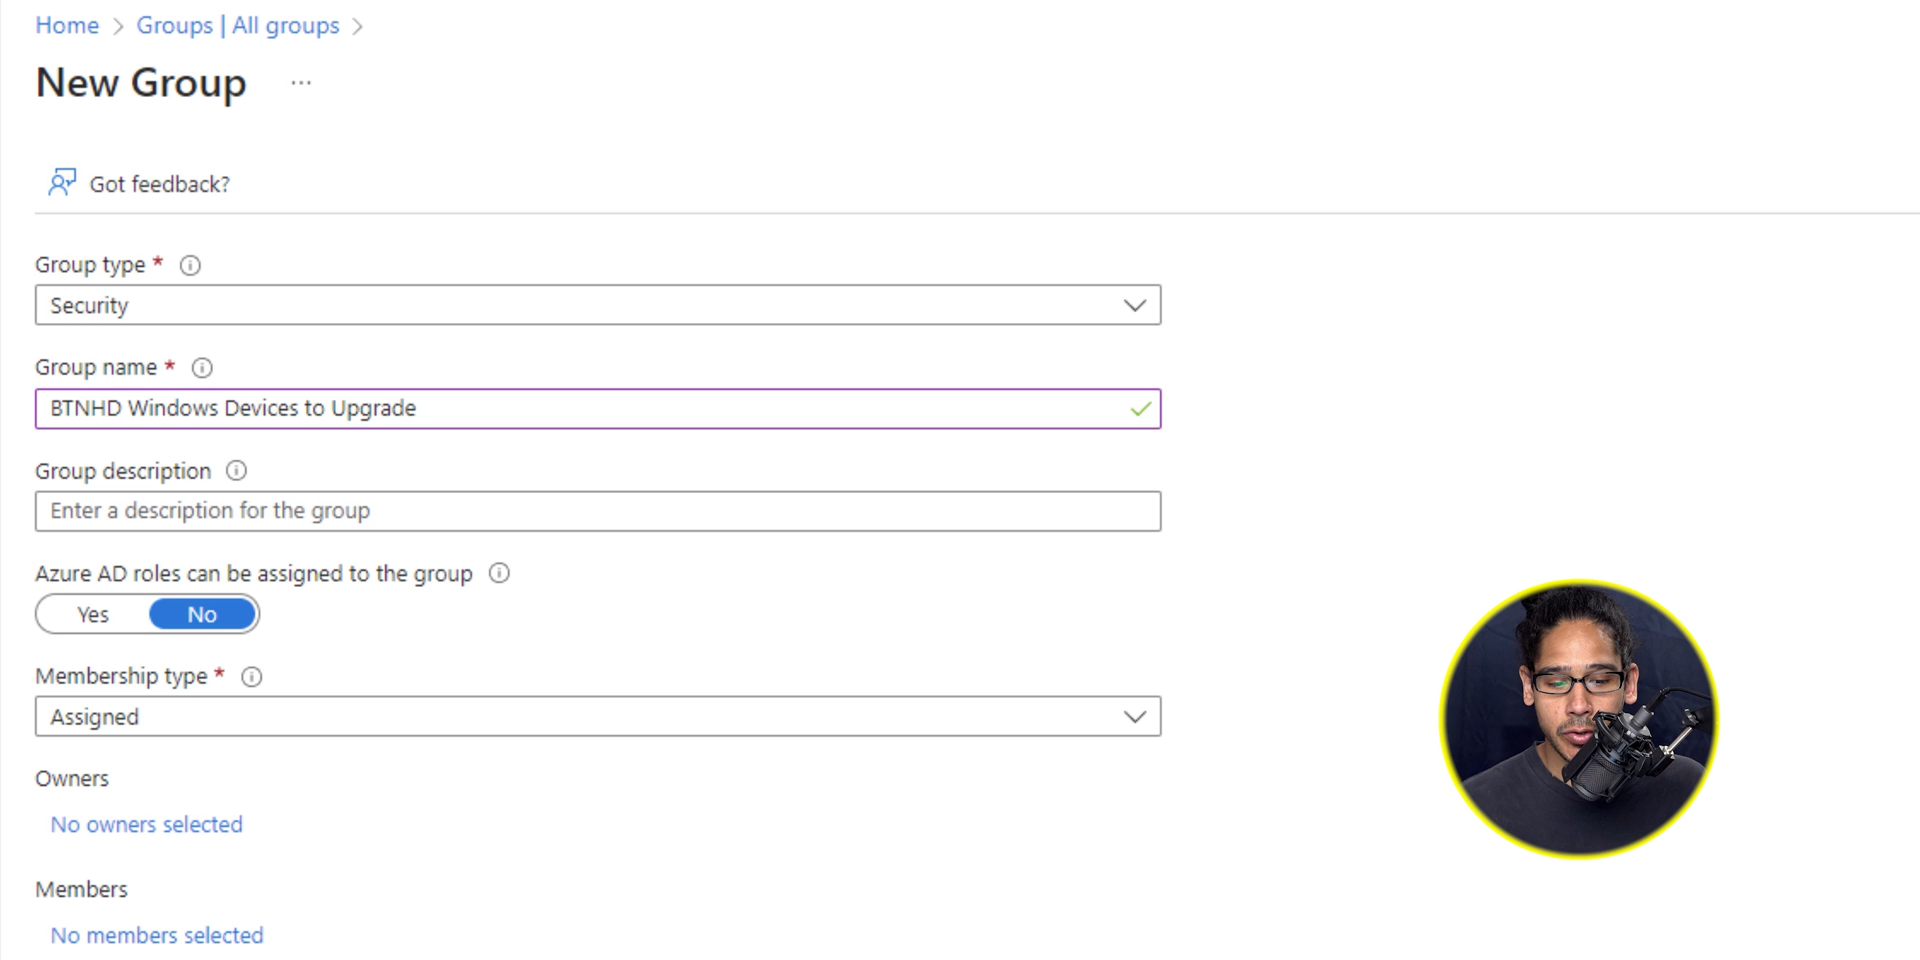 Home > Groups | All groups >
New Group ...
Got feedback?
Group type *
Security
Group name *
BTNHD Windows Devices to Upgrade
Group description
Enter a description for the group
Azure AD roles can be assigned to the group
Yes No
Membership type *
Assigned
Owners
No owners selected
Members
No members selected